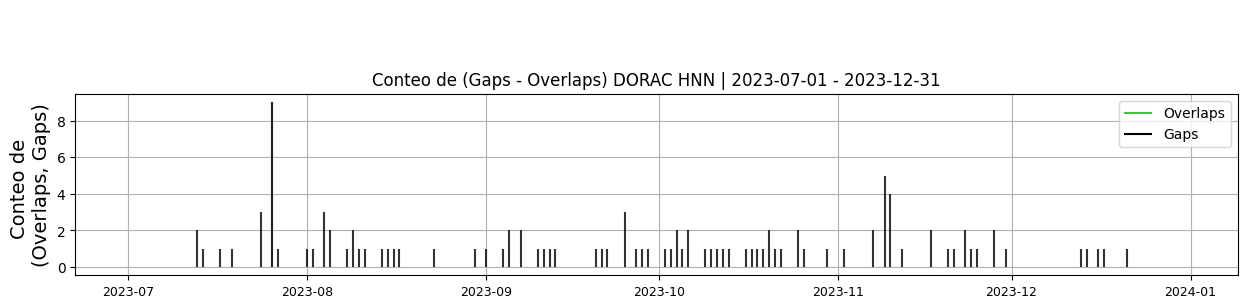 Conteo de (Gaps - Overlaps) DORAC HNN | 2023-07-01 - 2023-12-31
Conteo de
(Overlaps, Gaps)
8
6
4
2
0
Overlaps
Gaps
2023-07
2023-08
2023-09
2023-10
2023-11
2023-12
2024-01